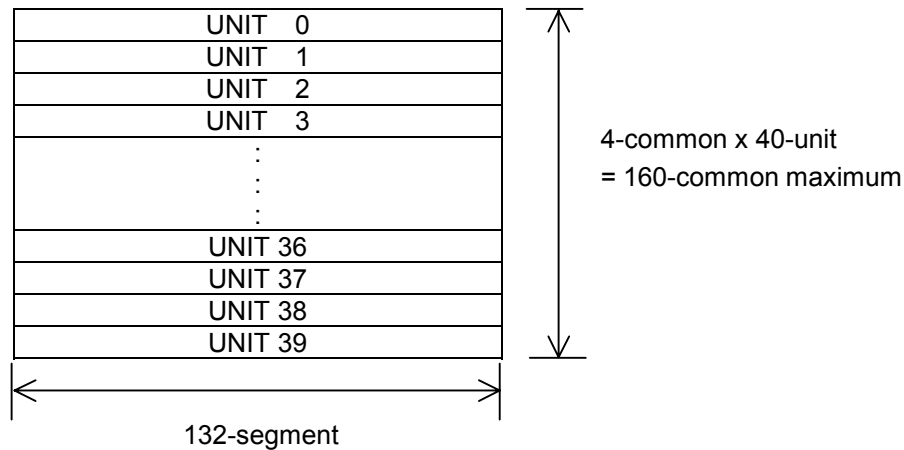 UNIT 0
UNIT 1
UNIT 2
UNIT 3
:
:
:
UNIT 36
UNIT 37
UNIT 38
UNIT 39
4-common x 40-unit
= 160-common maximum
132-segment